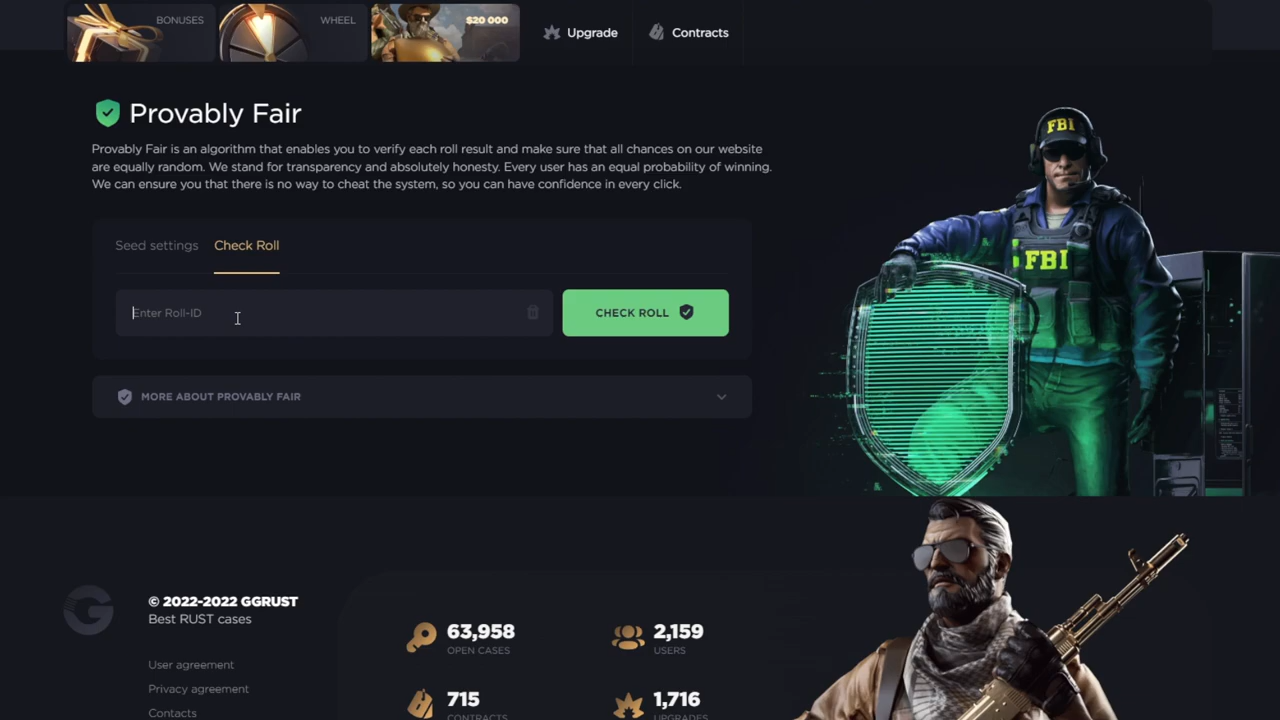 BONUSES
WHEEL
$20 000
Upgrade
Contracts
Provably Fair
Provably Fair is an algorithm that enables you to verify each roll result and make sure that all chances on our website
are equally random. We stand for transparency and absolutely honesty. Every user has an equal probability of winning.
We can ensure you that there is no way to cheat the system, so you can have confidence in every click.
Seed settings
Check Roll
Enter Roll-ID
CHECK ROLL
MORE ABOUT PROVABLY FAIR
FBI
FBI
© 2022-2022 GGRUST
Best RUST cases
User agreement
Privacy agreement
Contacts
63,958
OPEN CASES
2,159
USERS
715
CONTRACTS
1,716
UPGRADES